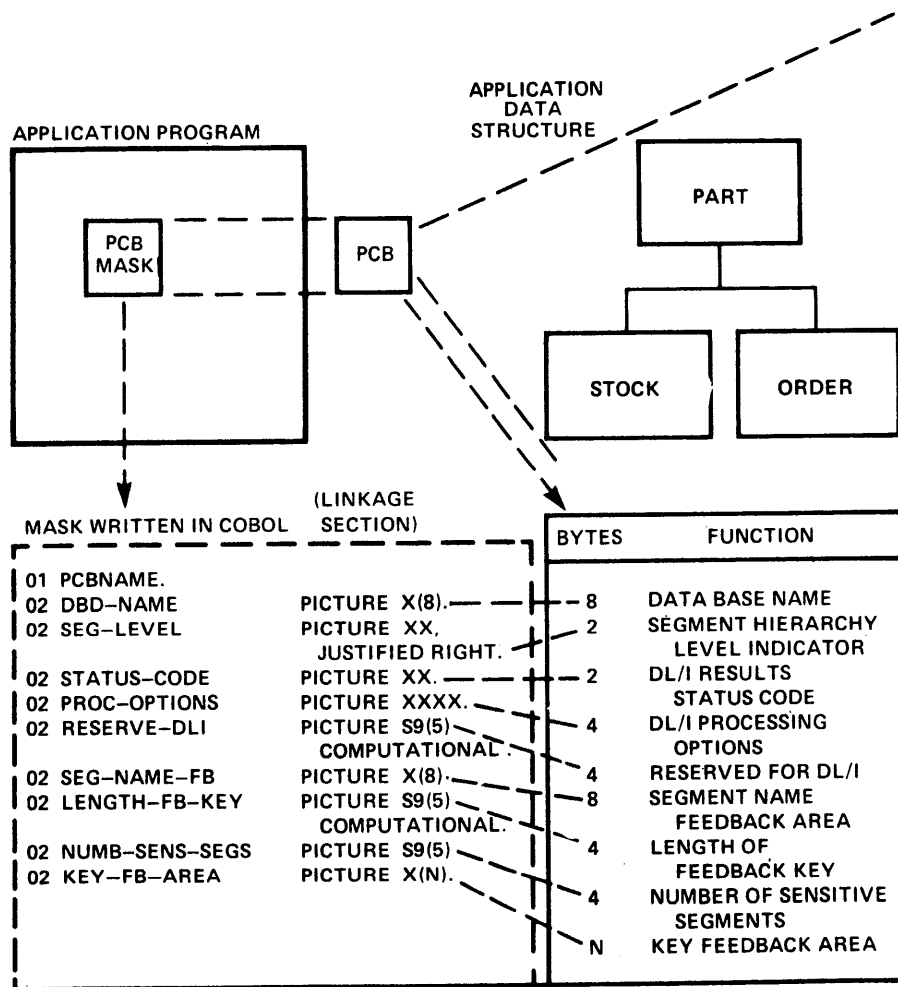 APPLICATION
DATA
STRUCTURE
APPLICATION PROGRAM
PCB
MASK
PCB
PART
STOCK
ORDER
MASK WRITTEN IN COBOL
(LINKAGE
SECTION)
01 PCBNAME.
02 DBD–NAME PICTURE X(8).
02 SEG–LEVEL PICTURE XX,
JUSTIFIED RIGHT.
02 STATUS–CODE PICTURE XX.
02 PROC–OPTIONS PICTURE XXXX.
02 RESERVE–DLI PICTURE S9(5)
COMPUTATIONAL.
02 SEG–NAME–FB PICTURE X(8).
02 LENGTH–FB–KEY PICTURE S9(5)
COMPUTATIONAL.
02 NUMB–SENS–SEGS PICTURE S9(5)
02 KEY–FB–AREA PICTURE X(N).
BYTES FUNCTION
8 DATA BASE NAME
2 SEGMENT HIERARCHY
LEVEL INDICATOR
2 DL/I RESULTS
STATUS CODE
4 DL/I PROCESSING
OPTIONS
4 RESERVED FOR DL/I
8 SEGMENT NAME
FEEDBACK AREA
4 LENGTH OF
FEEDBACK KEY
4 NUMBER OF SENSITIVE
SEGMENTS
N KEY FEEDBACK AREA